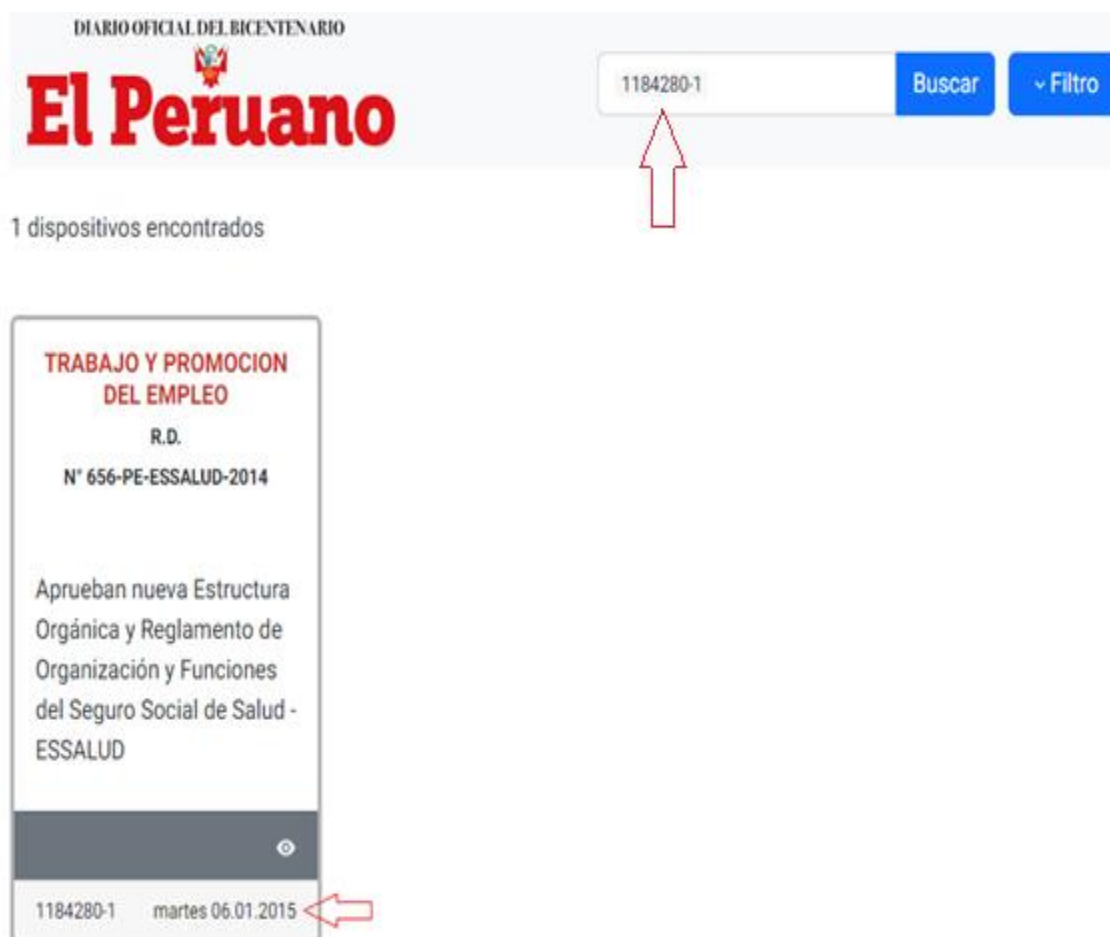 DIARIO OFICIAL DEL BICENTENARIO
El Peruano
1184280-1
Buscar
Filtro
1 dispositivos encontrados
TRABAJO Y PROMOCION
DEL EMPLEO
R.D.
N° 656-PE-ESSALUD-2014
Aprueban nueva Estructura
Orgánica y Reglamento de
Organización y Funciones
del Seguro Social de Salud -
ESSALUD
1184280-1 martes 06.01.2015